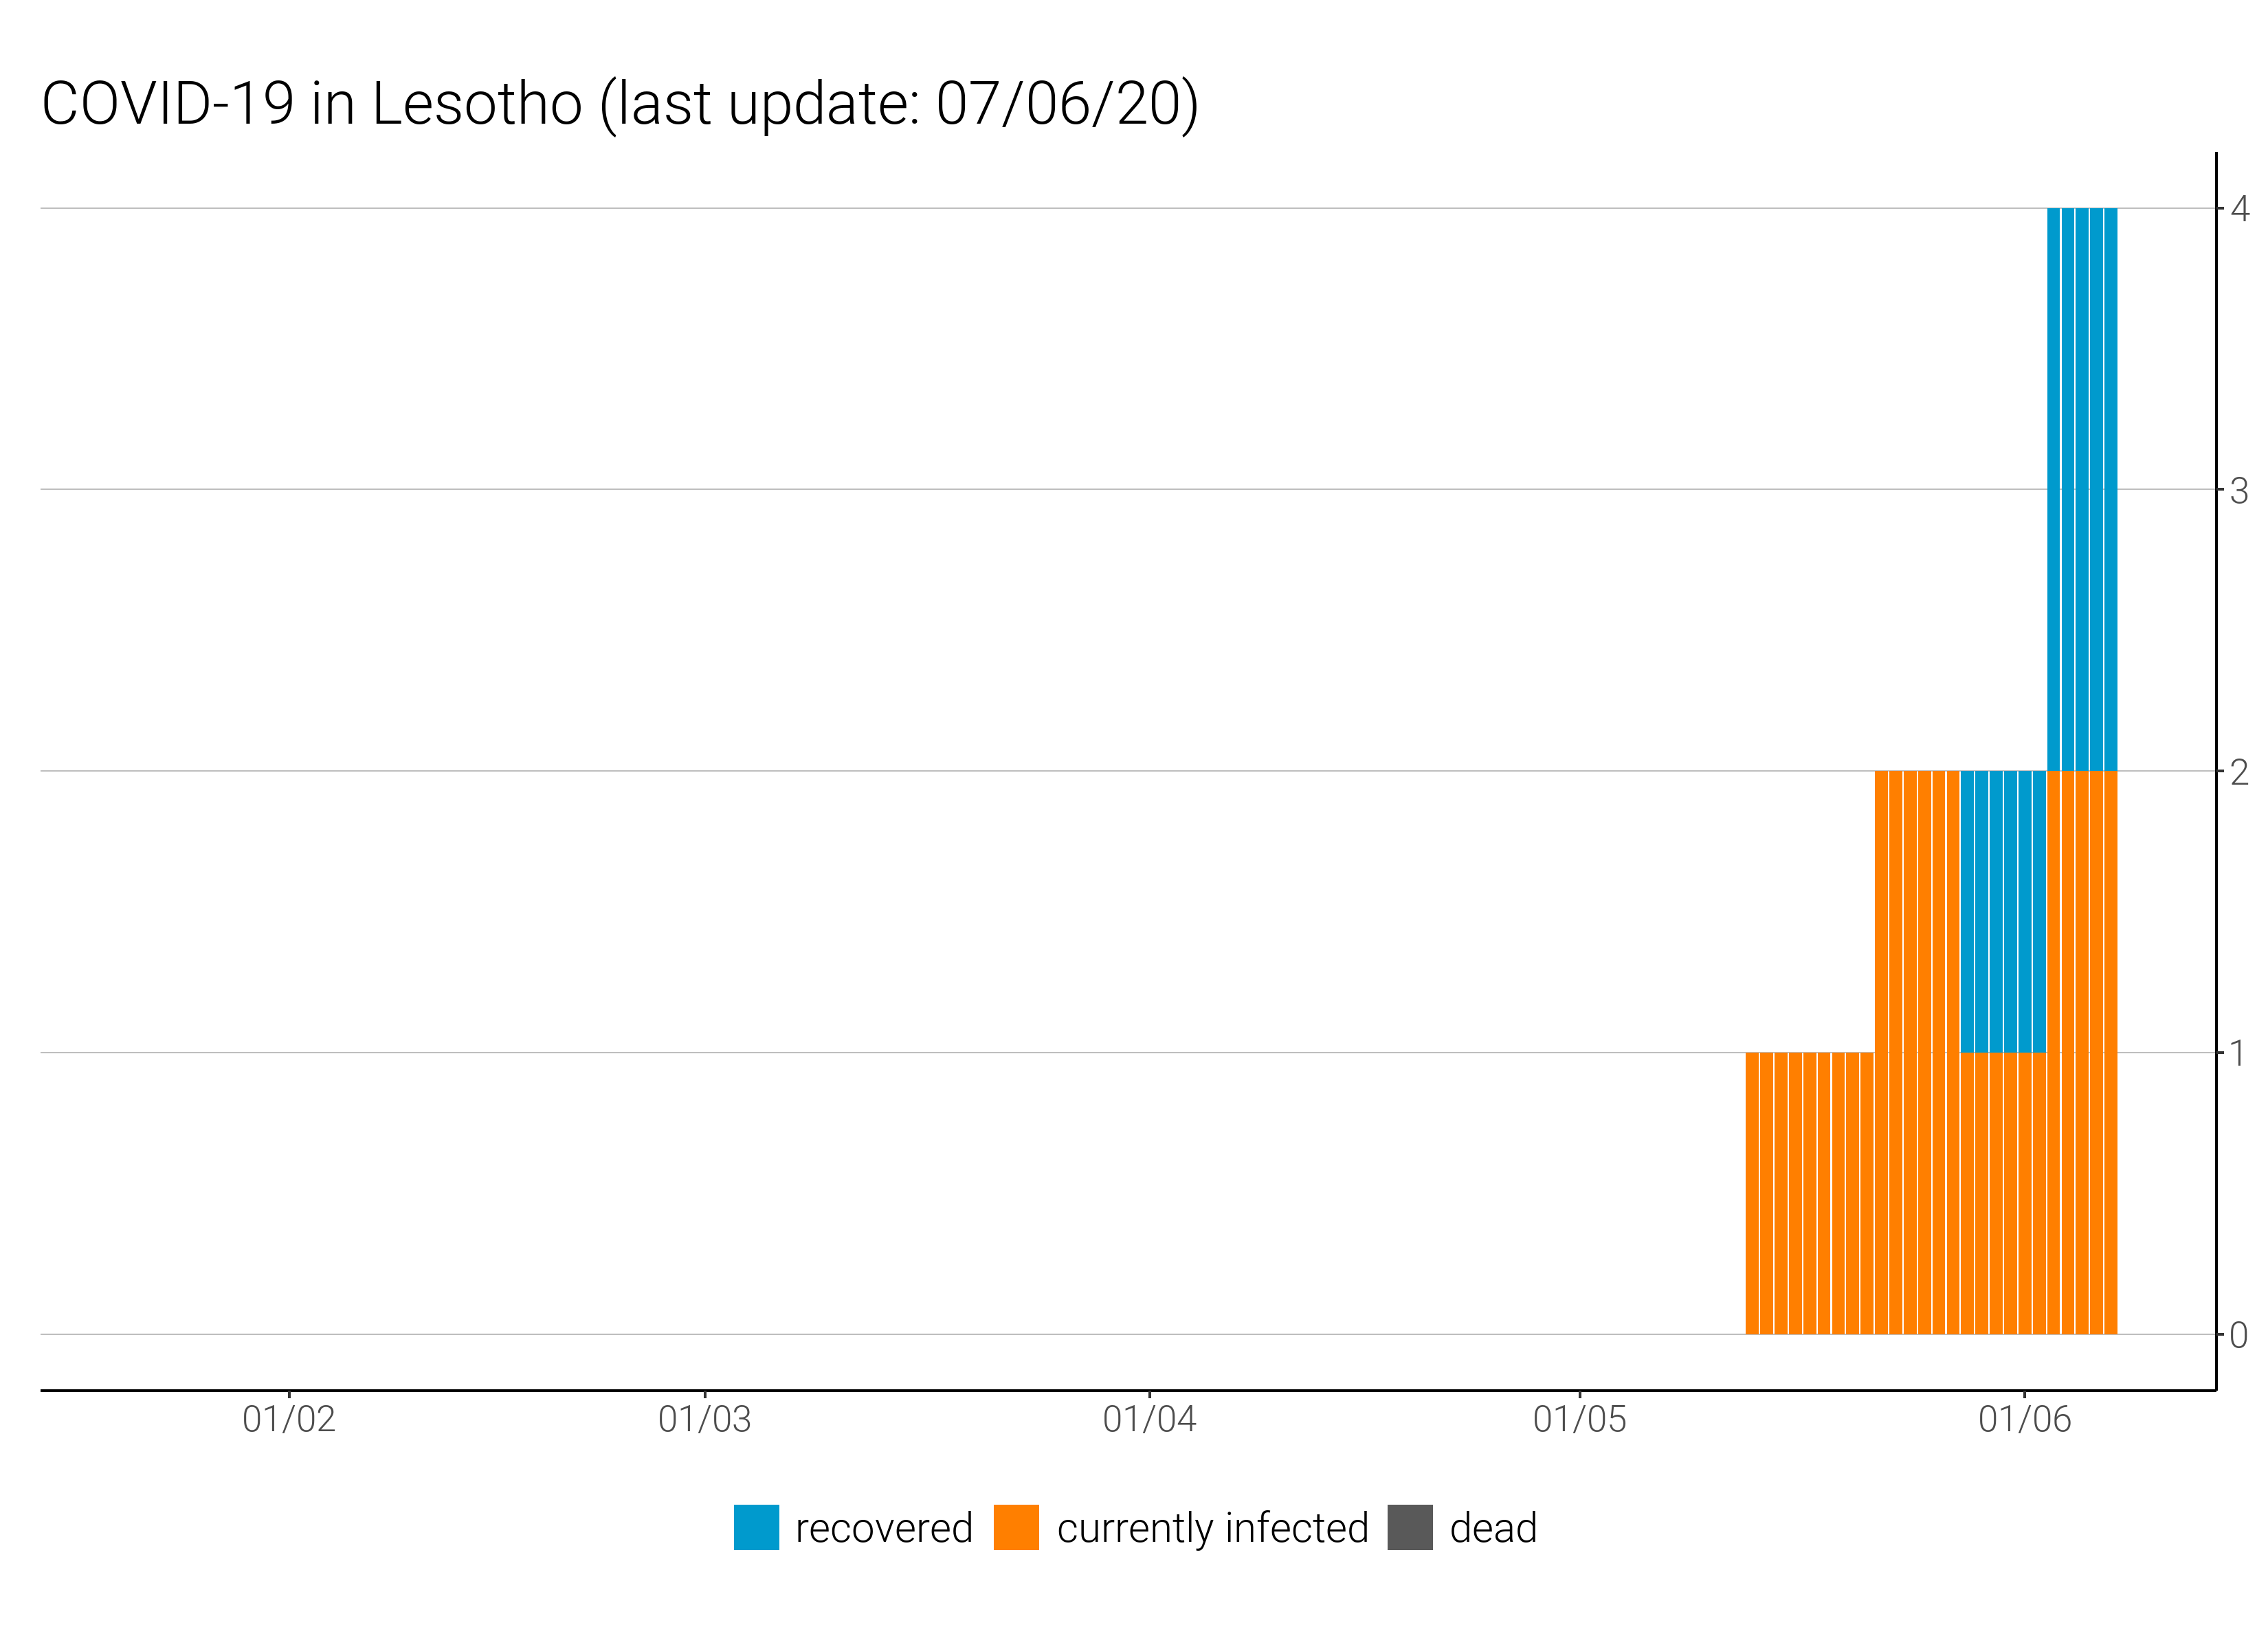 COVID-19 in Lesotho (last update: 07/06/20)
4
3
2
1
0
01/02 01/03 01/04 01/05 01/06
recovered currently infected dead